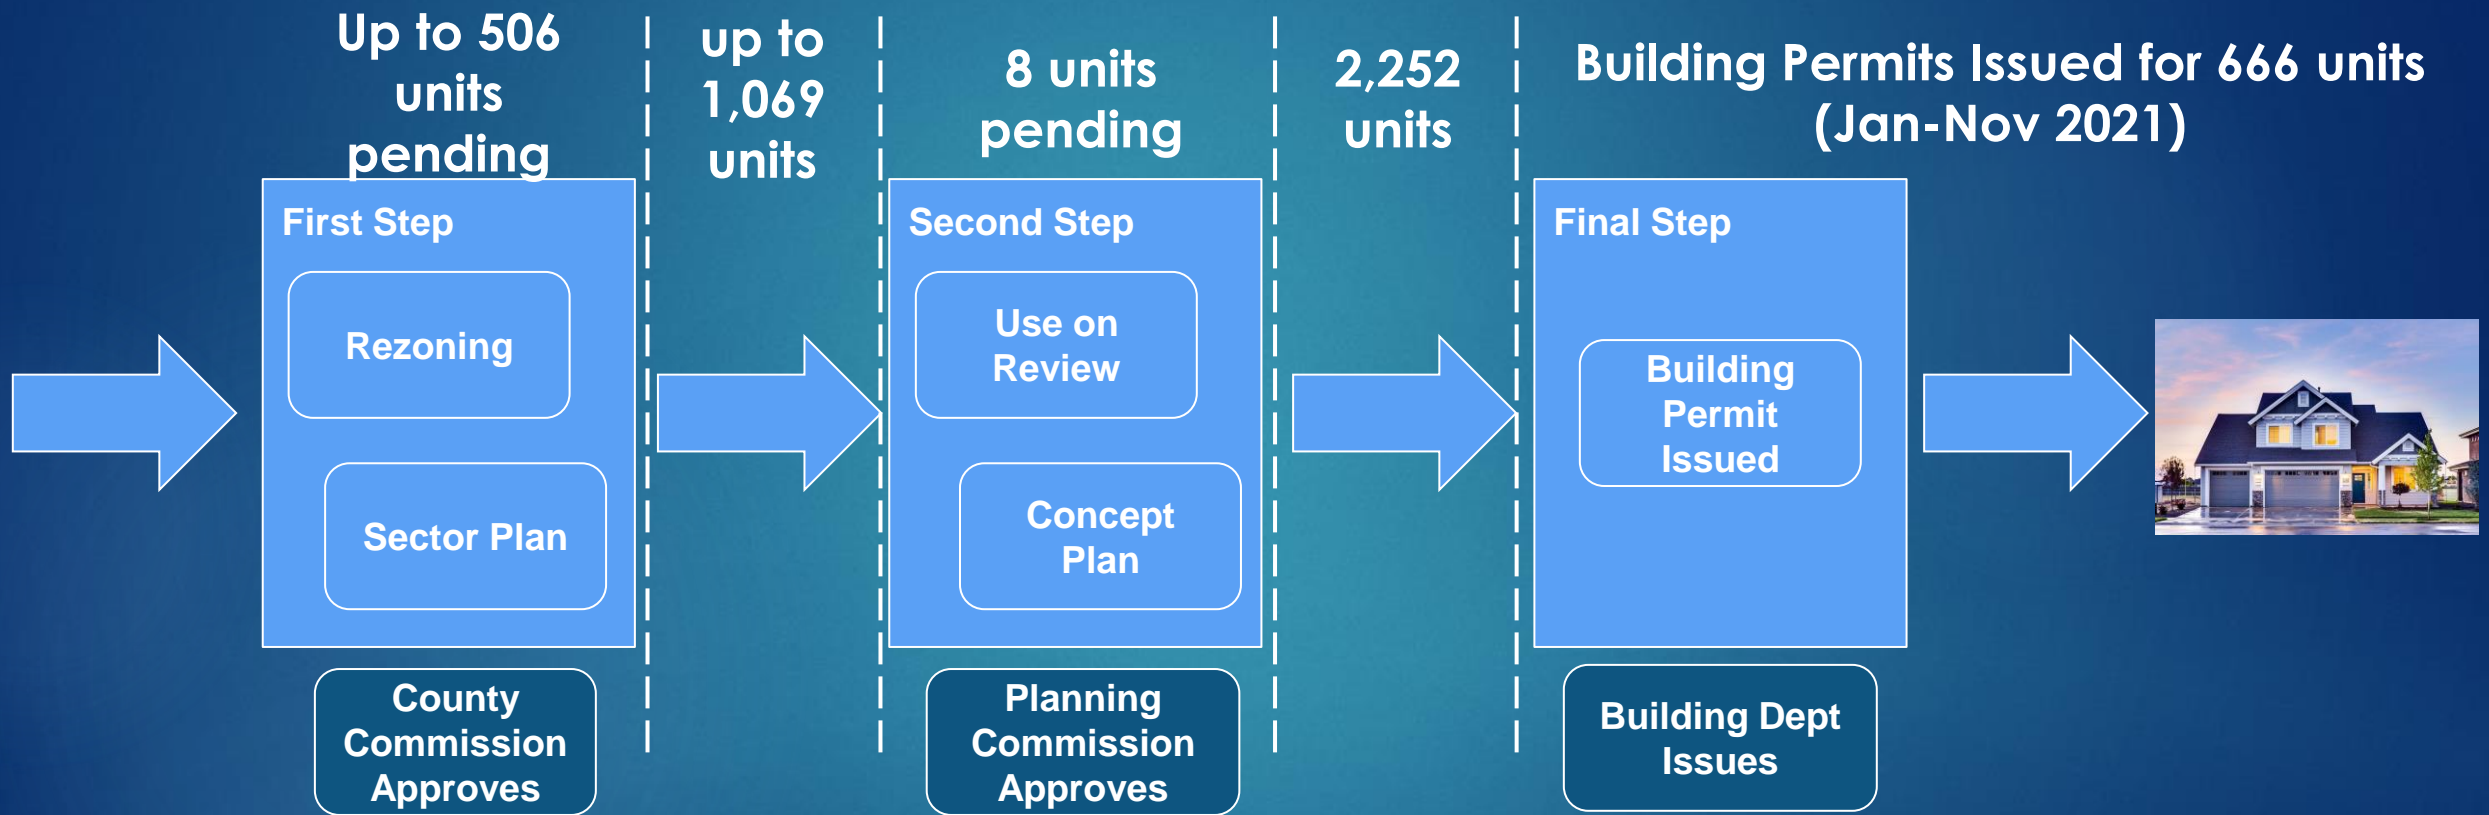 Up to 506
units
pending
up to
1,069
units
8 units
pending
2,252
units
Building Permits Issued for 666 units
(Jan-Nov 2021)
First Step
Rezoning
Sector Plan
County
Commission
Approves
Second Step
Use on
Review
Concept
Plan
Planning
Commission
Approves
Final Step
Building
Permit
Issued
Building Dept
Issues